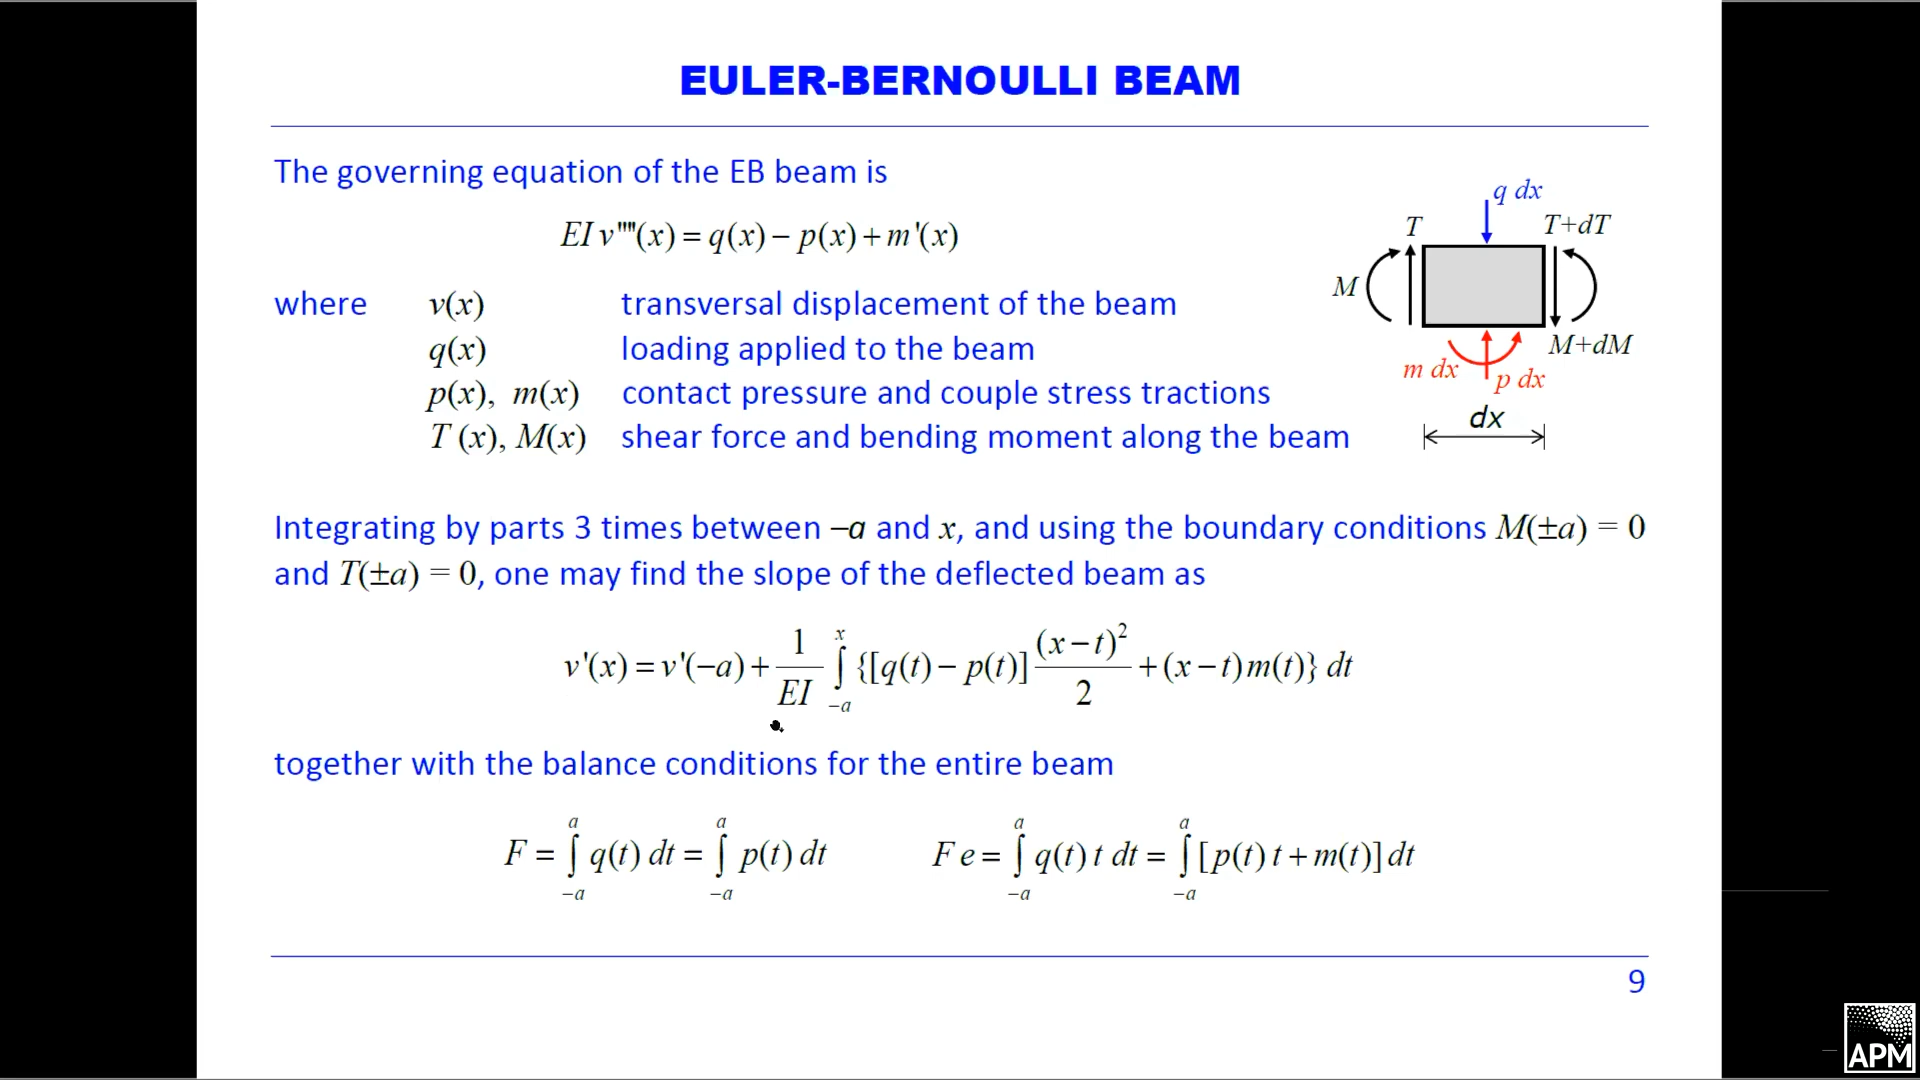 EULER-BERNOULLI BEAM
The governing equation of the EB beam is
EI v''''(x) = q(x) − p(x) + m'(x)
where v(x) transversal displacement of the beam
q(x) loading applied to the beam
p(x), m(x) contact pressure and couple stress tractions
T (x), M(x) shear force and bending moment along the beam
q dx
T T+dT
M
M+dM
m dx p dx
dx
Integrating by parts 3 times between −a and x, and using the boundary conditions M(±a) = 0
and T(±a) = 0, one may find the slope of the deflected beam as
v'(x) = v'(−a) + 1/EI ∫_{−a}^{x} {[q(t) − p(t)] (x − t)²/2 + (x − t) m(t)} dt
together with the balance conditions for the entire beam
F = ∫_{−a}^{a} q(t) dt = ∫_{−a}^{a} p(t) dt F e = ∫_{−a}^{a} q(t) t dt = ∫_{−a}^{a} [p(t) t + m(t)] dt
9
APM